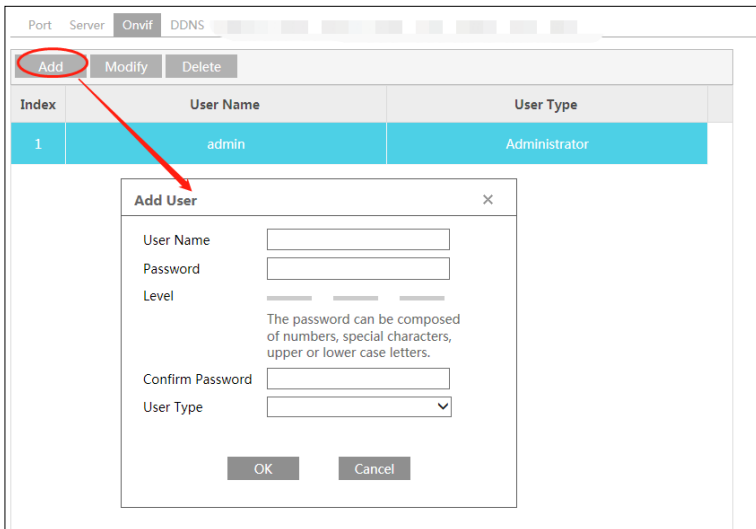 Port Server Onvif DDNS
Add Modify Delete
Index User Name User Type
1 admin Administrator
Add User ×
User Name
Password
Level
The password can be composed
of numbers, special characters,
upper or lower case letters.
Confirm Password
User Type
OK Cancel